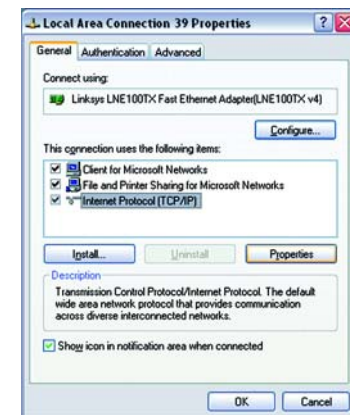 Local Area Connection 39 Properties
General Authentication Advanced
Connect using:
Linksys LNE100TX Fast Ethernet Adapter(LNE100TX v4)
Configure...
This connection uses the following items:
Client for Microsoft Networks
File and Printer Sharing for Microsoft Networks
Internet Protocol (TCP/IP)
Install... Uninstall Properties
Description
Transmission Control Protocol/Internet Protocol. The default
wide area network protocol that provides communication
across diverse interconnected networks.
Show icon in notification area when connected
OK Cancel